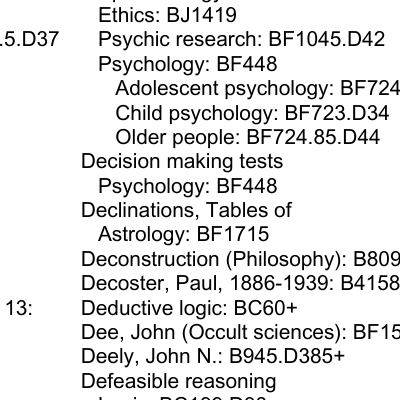 Ethics: BJ1419
.5.D37
Psychic research: BF1045.D42
Psychology: BF448
Adolescent psychology: BF724
Child psychology: BF723.D34
Older people: BF724.85.D44
Decision making tests
Psychology: BF448
Declinations, Tables of
Astrology: BF1715
Deconstruction (Philosophy): B809
Decoster, Paul, 1886-1939: B4158
13:
Deductive logic: BC60+
Dee, John (Occult sciences): BF15
Deely, John N.: B945.D385+
Defeasible reasoning